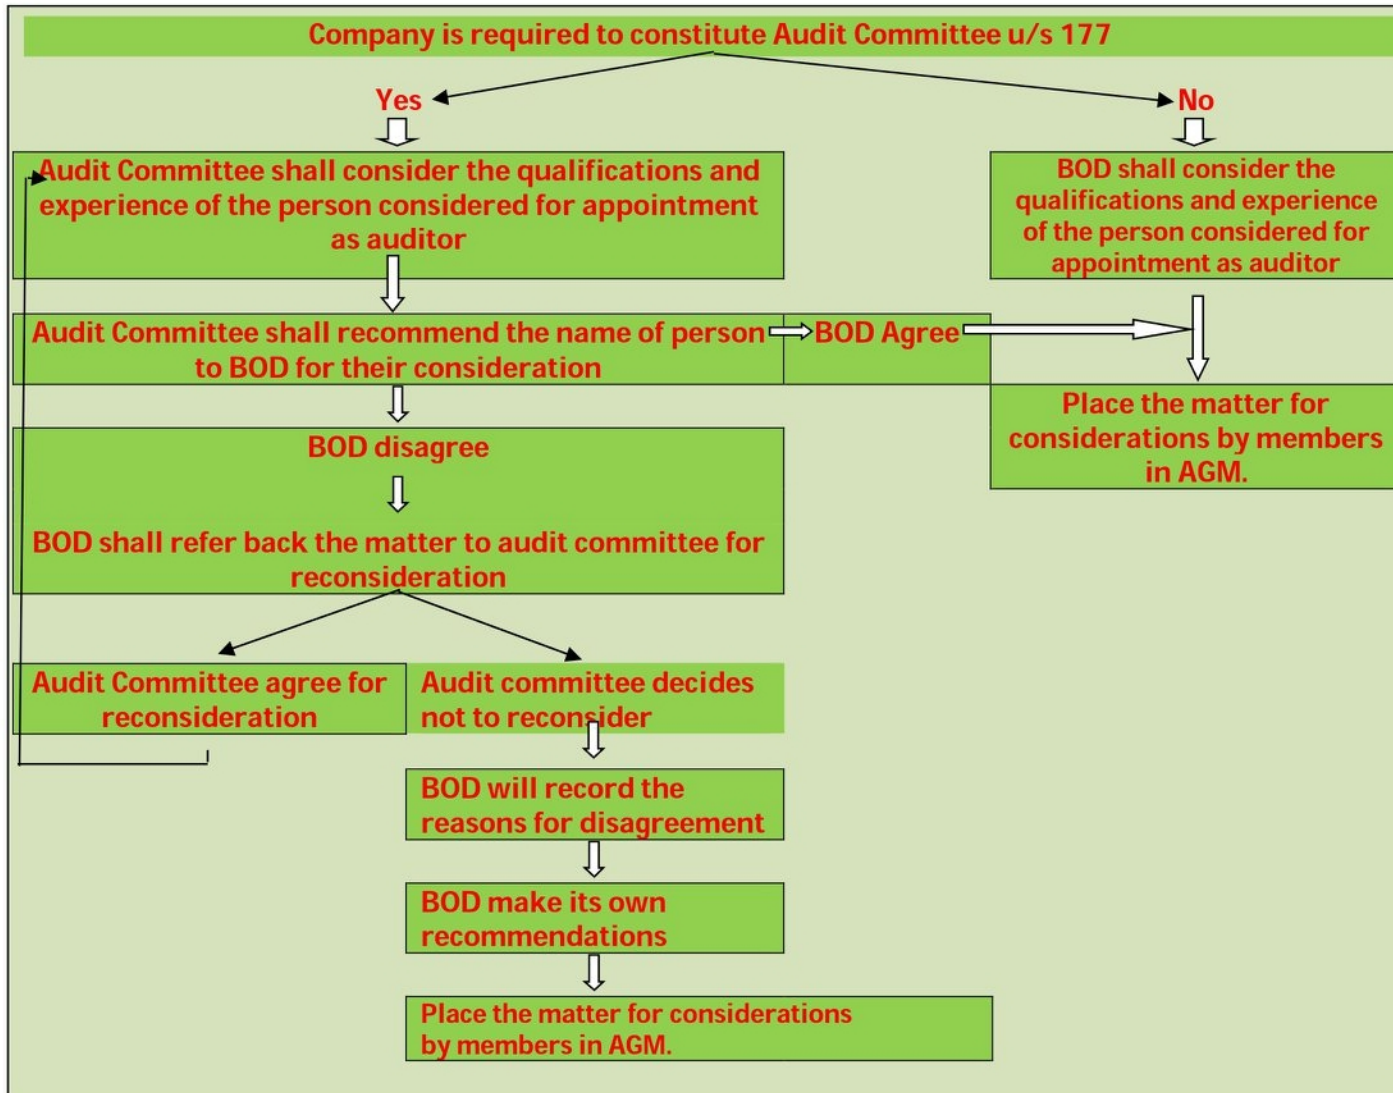 Company is required to constitute Audit Committee u/s 177
Yes
No
Audit Committee shall consider the qualifications and
experience of the person considered for appointment
as auditor
BOD shall consider the
qualifications and experience
of the person considered for
appointment as auditor
Audit Committee shall recommend the name of person
to BOD for their consideration
BOD Agree
Place the matter for
considerations by members
in AGM.
BOD disagree
BOD shall refer back the matter to audit committee for
reconsideration
Audit Committee agree for
reconsideration
Audit committee decides
not to reconsider
BOD will record the
reasons for disagreement
BOD make its own
recommendations
Place the matter for considerations
by members in AGM.